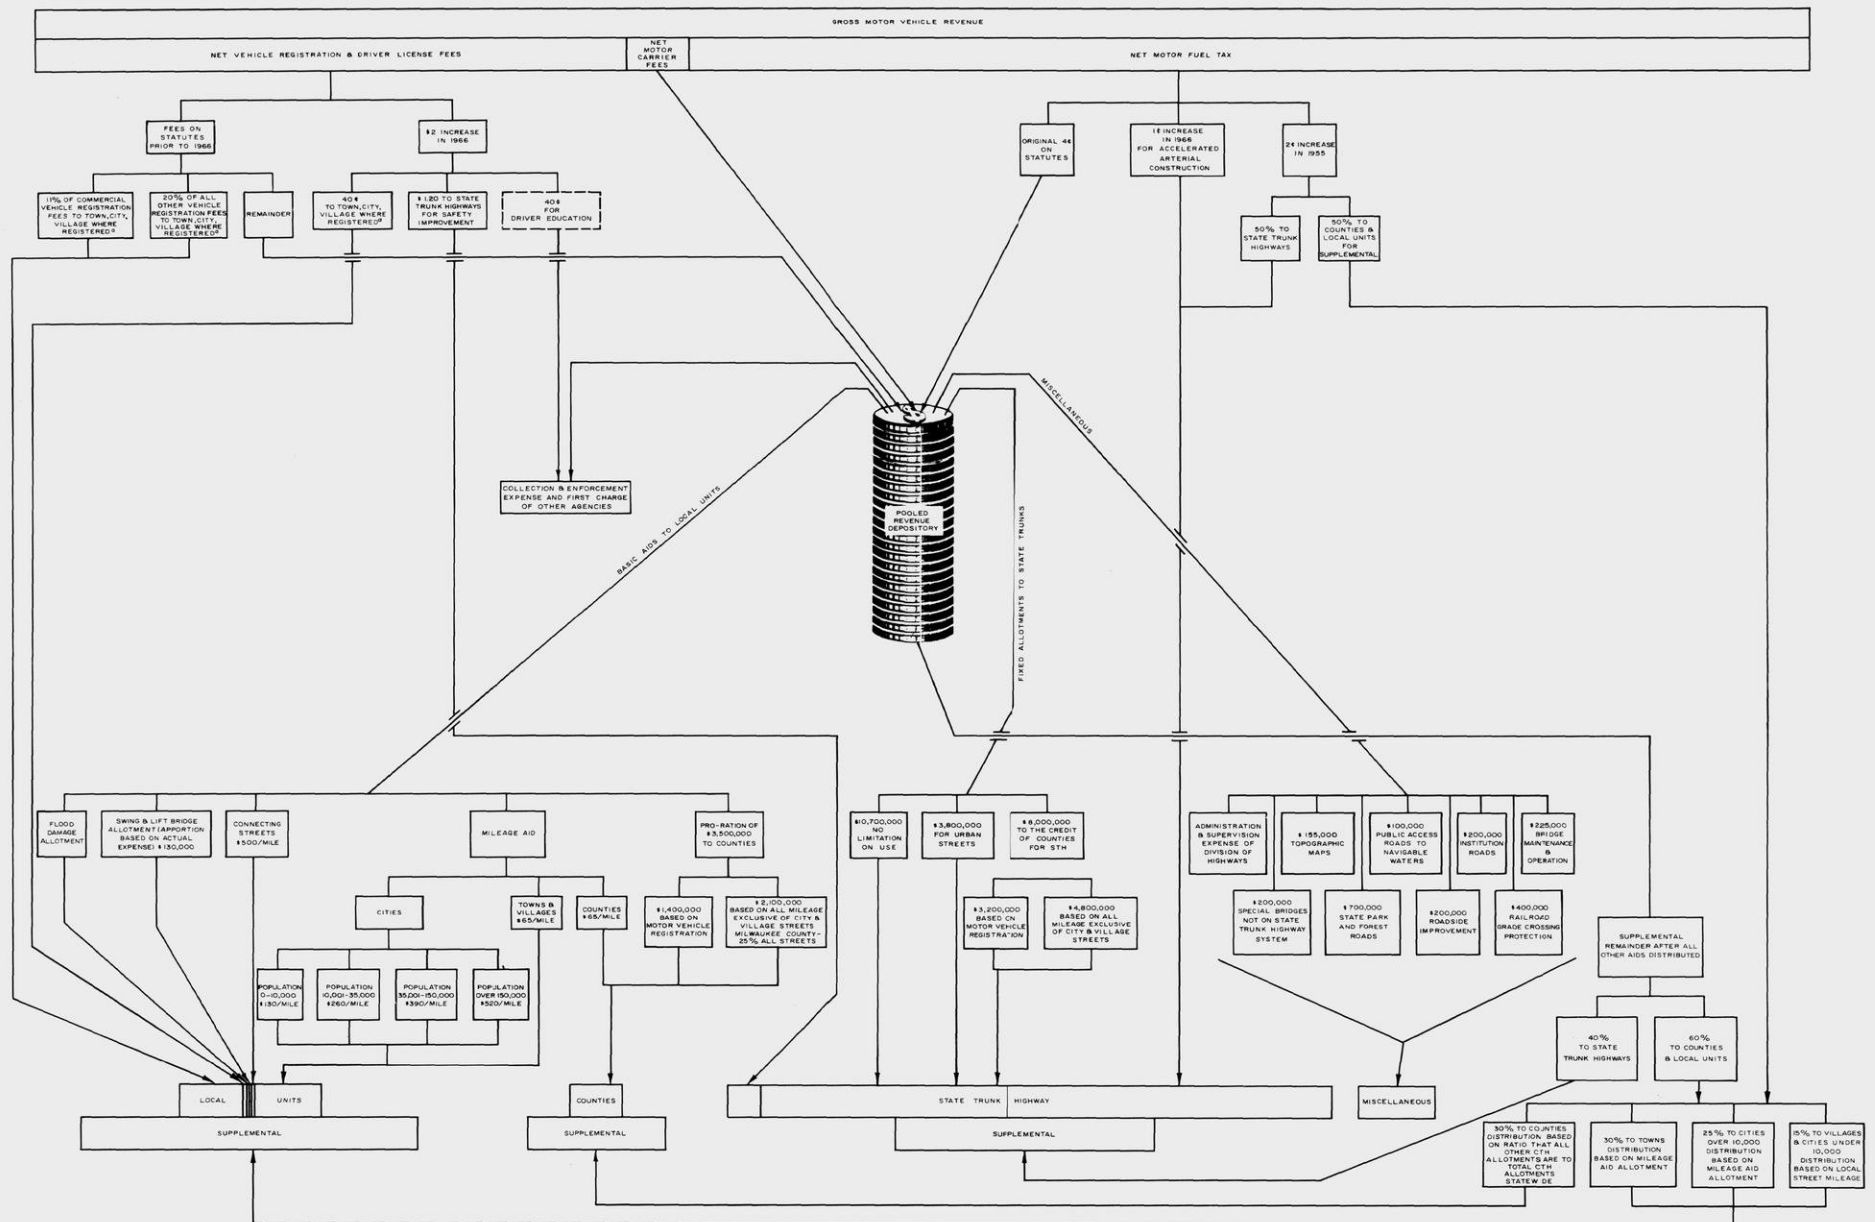 GROSS MOTOR VEHICLE REVENUE
NET VEHICLE REGISTRATION & DRIVER LICENSE FEES
NET
MOTOR
CARRIER
FEES
NET MOTOR FUEL TAX
FEES ON
STATUTES
PRIOR TO 1966
$2 INCREASE
IN 1966
ORIGINAL 4¢
ON
STATUTES
1¢ INCREASE
IN 1966
FOR ACCELERATED
ARTERIAL
CONSTRUCTION
2¢ INCREASE
IN 1955
11% OF COMMERCIAL
VEHICLE REGISTRATION
FEES TO TOWN, CITY,
VILLAGE WHERE
REGISTERED
20% OF ALL
OTHER VEHICLE
REGISTRATION FEES
TO TOWN, CITY,
VILLAGE WHERE
REGISTERED
REMAINDER
40¢
TO TOWN, CITY,
VILLAGE WHERE
REGISTERED
$1.20 TO STATE
TRUNK HIGHWAYS
FOR SAFETY
IMPROVEMENT
40¢
FOR
DRIVER EDUCATION
50% TO
STATE TRUNK
HIGHWAYS
50% TO
COUNTIES &
LOCAL UNITS
FOR
SUPPLEMENTAL
COLLECTION & ENFORCEMENT
EXPENSE AND FIRST CHARGE
OF OTHER AGENCIES
POOLED
REVENUE
DEPOSITORY
BASIC AIDS TO LOCAL UNITS
FIXED ALLOTMENTS TO STATE TRUNKS
MISCELLANEOUS
FLOOD
DAMAGE
ALLOTMENT
SWING & LIFT BRIDGE
ALLOTMENT (APPORTION
BASED ON ACTUAL
EXPENSE) $130,000
CONNECTING
STREETS
$500/MILE
MILEAGE AID
PRO-RATION OF
$3,500,000
TO COUNTIES
$10,700,000
NO
LIMITATION
ON USE
$3,800,000
FOR URBAN
STREETS
$8,000,000
TO THE CREDIT
OF COUNTIES
FOR STH
ADMINISTRATION
& SUPERVISION
EXPENSE OF
DIVISION OF
HIGHWAYS
$155,000
TOPOGRAPHIC
MAPS
$100,000
PUBLIC ACCESS
ROADS TO
NAVIGABLE
WATERS
$200,000
INSTITUTION
ROADS
$225,000
BRIDGE
MAINTENANCE
&
OPERATION
CITIES
TOWNS &
VILLAGES
$65/MILE
COUNTIES
$65/MILE
$1,400,000
BASED ON
MOTOR VEHICLE
REGISTRATION
$2,100,000
BASED ON ALL MILEAGE
EXCLUSIVE OF CITY &
VILLAGE STREETS
MILWAUKEE COUNTY-
25% ALL STREETS
$3,200,000
BASED ON
MOTOR VEHICLE
REGISTRATION
$4,800,000
BASED ON ALL
MILEAGE EXCLUSIVE
OF CITY & VILLAGE
STREETS
$200,000
SPECIAL BRIDGES
NOT ON STATE
TRUNK HIGHWAY
SYSTEM
$700,000
STATE PARK
AND FOREST
ROADS
$200,000
ROADSIDE
IMPROVEMENT
$400,000
RAILROAD
GRADE CROSSING
PROTECTION
SUPPLEMENTAL
REMAINDER AFTER ALL
OTHER AIDS DISTRIBUTED
POPULATION
0-10,000
$130/MILE
POPULATION
10,001-35,000
$260/MILE
POPULATION
35,001-150,000
$390/MILE
POPULATION
OVER 150,000
$520/MILE
40%
TO STATE
TRUNK HIGHWAYS
60%
TO COUNTIES
& LOCAL UNITS
LOCAL UNITS
SUPPLEMENTAL
COUNTIES
SUPPLEMENTAL
STATE TRUNK HIGHWAY
SUPPLEMENTAL
MISCELLANEOUS
30% TO COUNTIES
DISTRIBUTION BASED
ON RATIO THAT ALL
OTHER CTH
ALLOTMENTS ARE TO
TOTAL CTH
ALLOTMENTS
STATEW DE
30% TO TOWNS
DISTRIBUTION
BASED ON MILEAGE
AID ALLOTMENT
25% TO CITIES
OVER 10,000
DISTRIBUTION
BASED ON
MILEAGE AID
ALLOTMENT
15% TO VILLAGES
& CITIES UNDER
10,000
DISTRIBUTION
BASED ON LOCAL
STREET MILEAGE